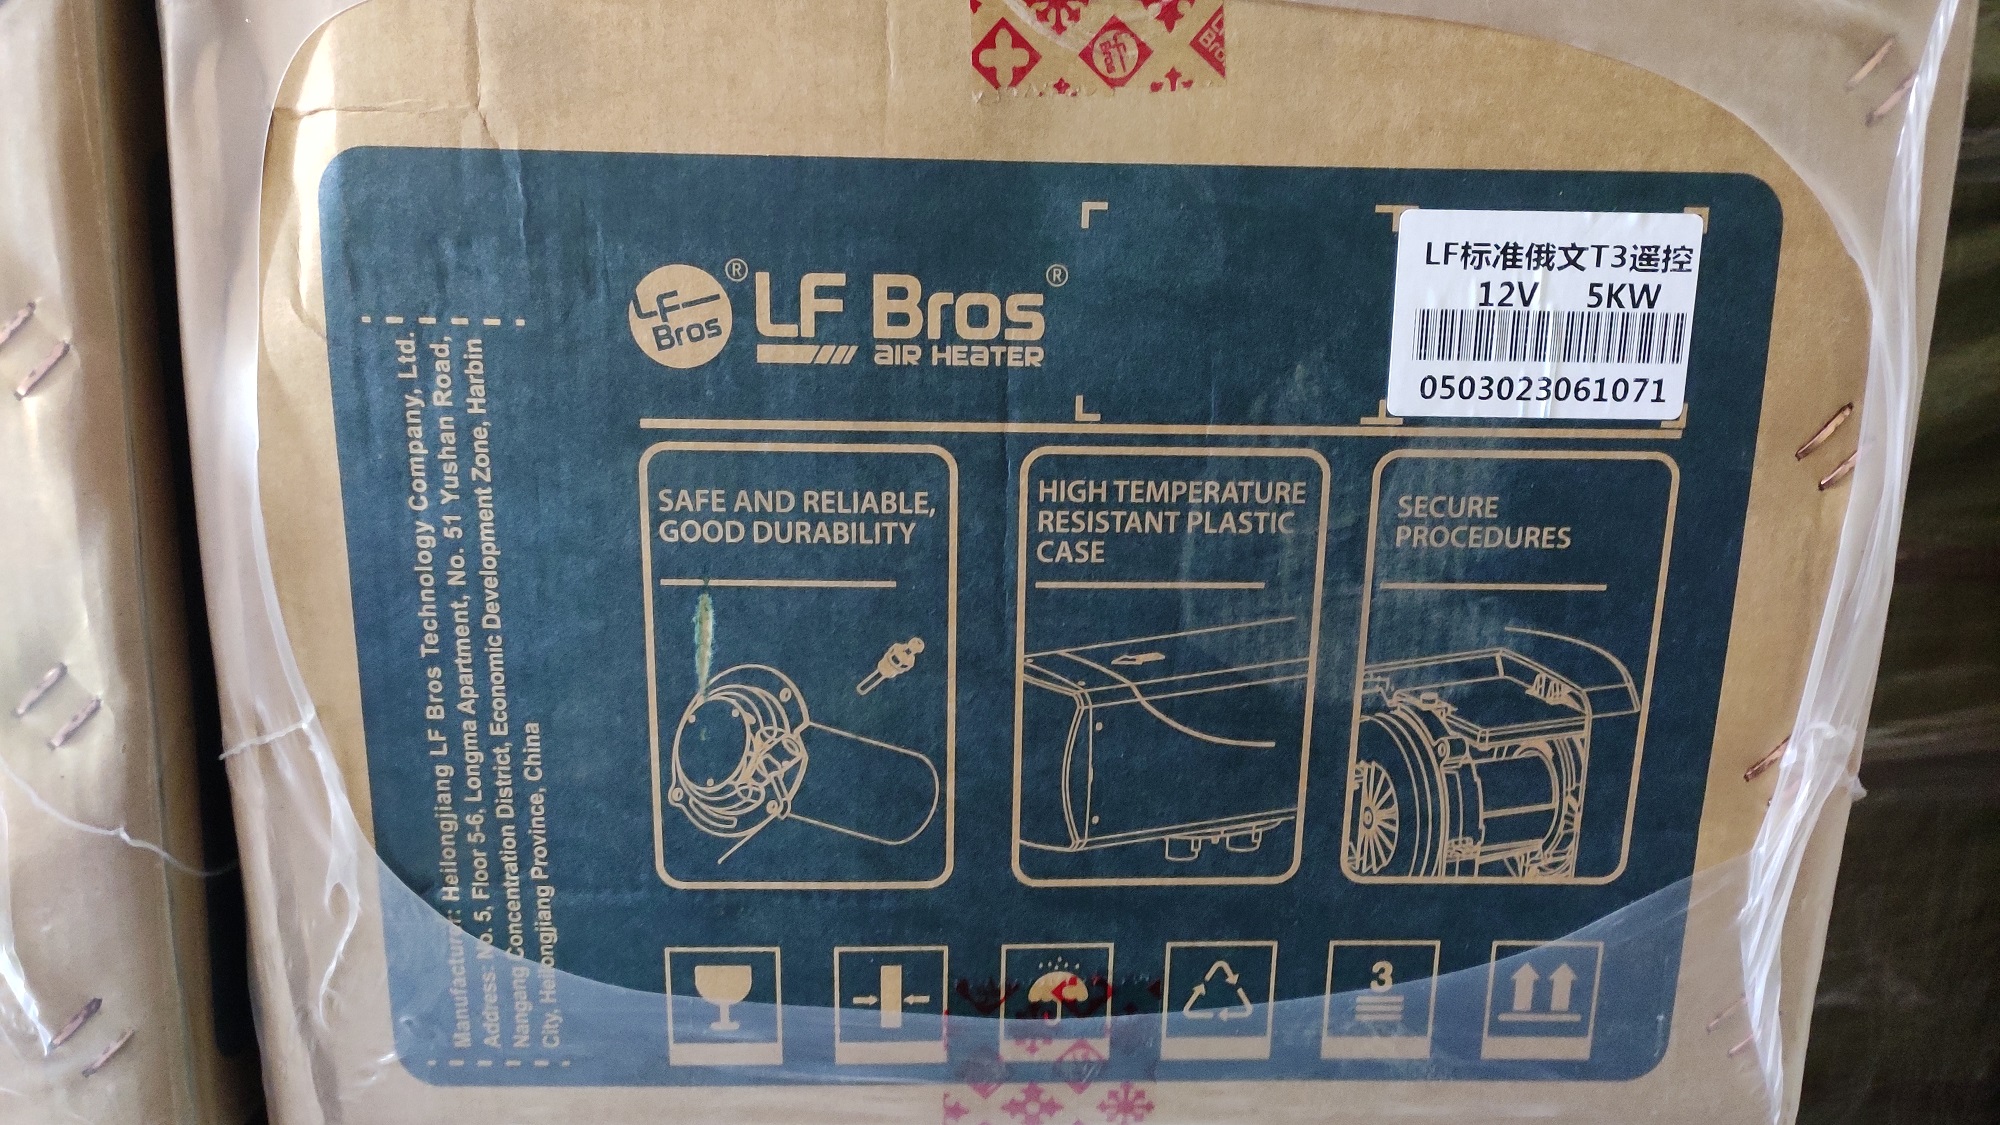 LF
Bros
®
LF Bros®
AIR HEATER
LF标准俄文T3遥控
12V 5KW
0503023061071
SAFE AND RELIABLE,
GOOD DURABILITY
HIGH TEMPERATURE
RESISTANT PLASTIC
CASE
SECURE
PROCEDURES
3
Manufacturer: Heilongjiang LF Bros Technology Company, Ltd.
Address: No. 5, Floor 5-6, Longma Apartment, No. 51 Yushan Road,
Nangang Concentration District, Economic Development Zone, Harbin
City, Heilongjiang Province, China